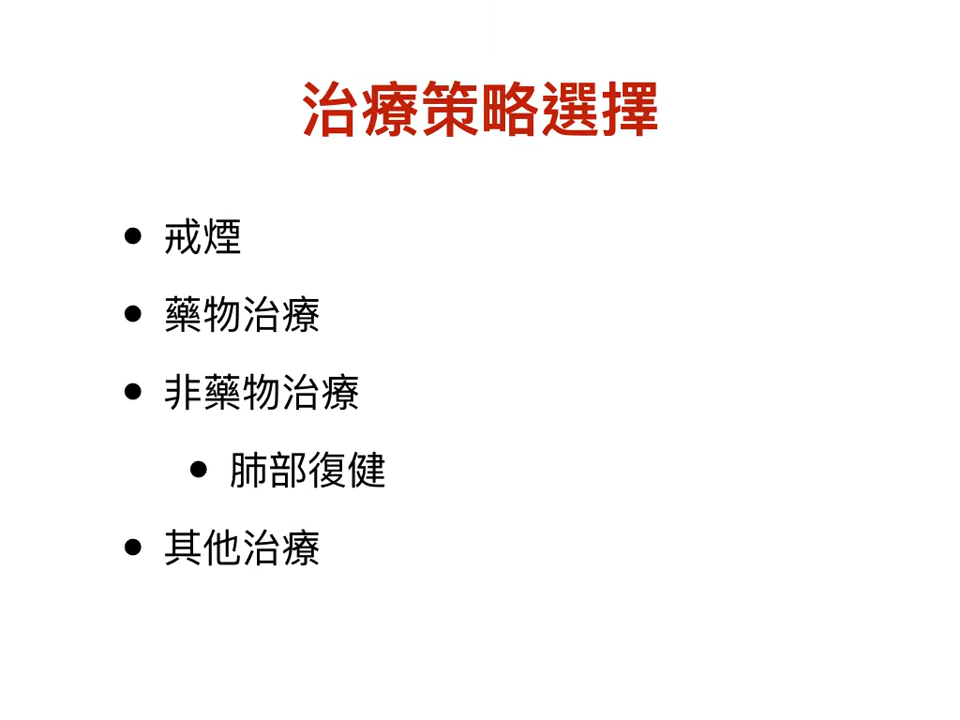 治療策略選擇
• 戒煙
• 藥物治療
• 非藥物治療
• 肺部復健
• 其他治療